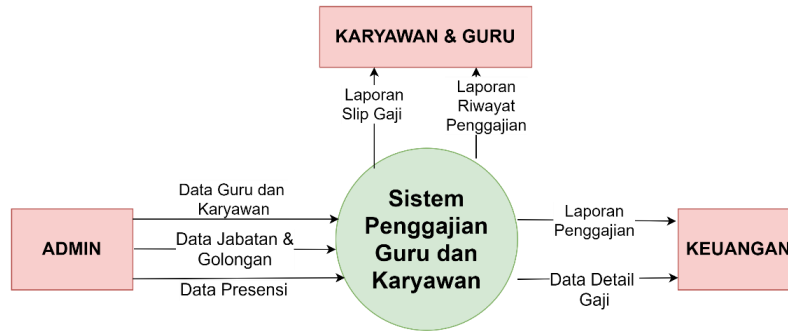 KARYAWAN & GURU
Laporan
Slip Gaji
Laporan
Riwayat
Penggajian
Data Guru dan
Karyawan
ADMIN
Data Jabatan &
Golongan
Data Presensi
Sistem
Penggajian
Guru dan
Karyawan
Laporan
Penggajian
KEUANGAN
Data Detail
Gaji